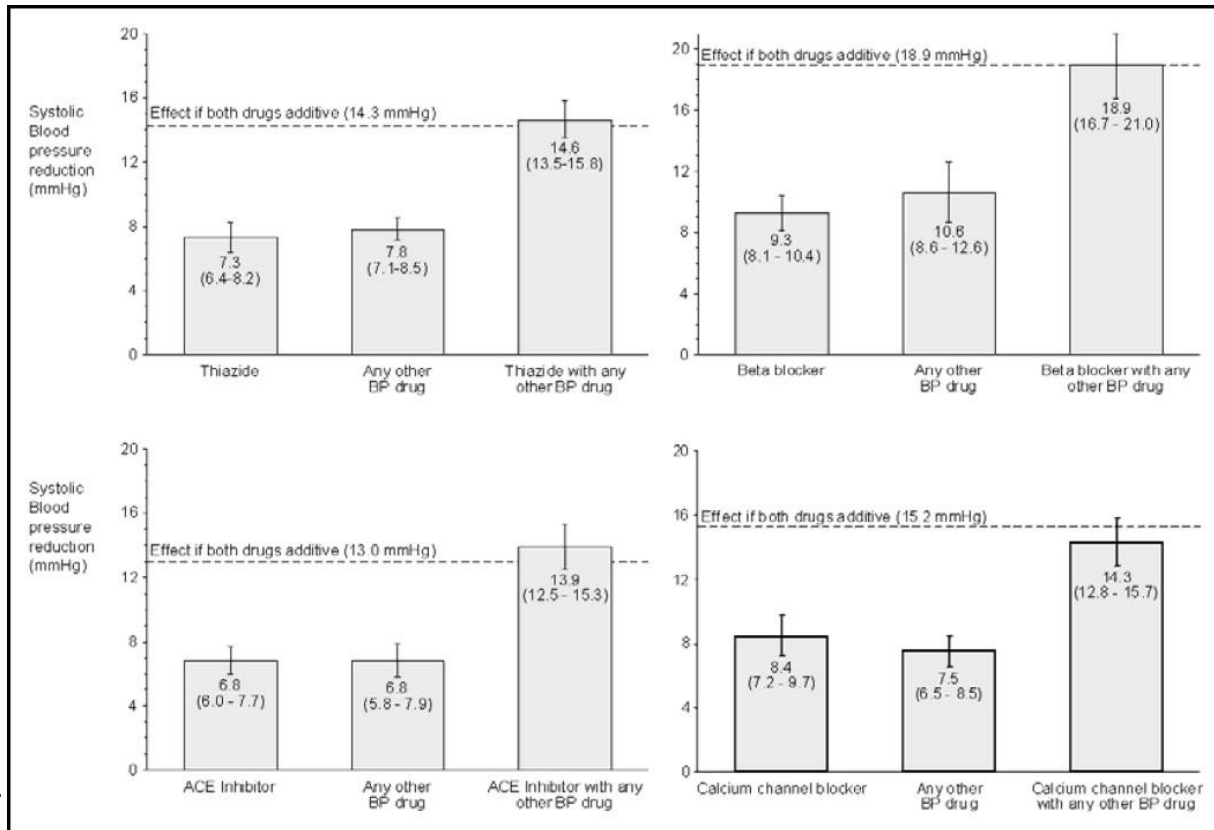 20
16
12
8
4
0
Systolic
Blood
pressure
reduction
(mmHg)
Effect if both drugs additive (14.3 mmHg)
7.3
(6.4-8.2)
7.8
(7.1-8.5)
14.6
(13.5-15.8)
Thiazide
Any other
BP drug
Thiazide with any
other BP drug
20
16
12
8
4
0
Effect if both drugs additive (18.9 mmHg)
9.3
(8.1 - 10.4)
10.6
(8.6 - 12.6)
18.9
(16.7 - 21.0)
Beta blocker
Any other
BP drug
Beta blocker with any
other BP drug
20
16
12
8
4
0
Systolic
Blood
pressure
reduction
(mmHg)
Effect if both drugs additive (13.0 mmHg)
6.8
(6.0 - 7.7)
6.8
(5.8 - 7.9)
13.9
(12.5 - 15.3)
ACE Inhibitor
Any other
BP drug
ACE Inhibitor with any
other BP drug
20
16
12
8
4
0
Effect if both drugs additive (15.2 mmHg)
8.4
(7.2 - 9.7)
7.5
(6.5 - 8.5)
14.3
(12.8 - 15.7)
Calcium channel blocker
Any other
BP drug
Calcium channel blocker
with any other BP drug